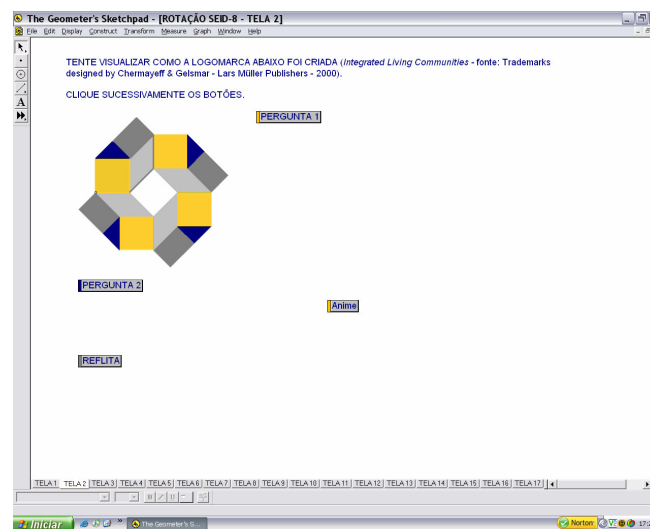 The Geometer's Sketchpad - [ROTAÇÃO SEID-8 - TELA 2]
File Edit Display Construct Transform Measure Graph Window Help
TENTE VISUALIZAR COMO A LOGOMARCA ABAIXO FOI CRIADA (Integrated Living Communities - fonte: Trademarks
designed by Chermayeff & Geismar - Lars Müller Publishers - 2000).
CLIQUE SUCESSIVAMENTE OS BOTÕES.
PERGUNTA 1
PERGUNTA 2
Anime
REFLITA
TELA 1 TELA 2 TELA 3 TELA 4 TELA 5 TELA 6 TELA 7 TELA 8 TELA 9 TELA 10 TELA 11 TELA 12 TELA 13 TELA 14 TELA 15 TELA 16 TELA 17
Iniciar The Geometer's S... Norton